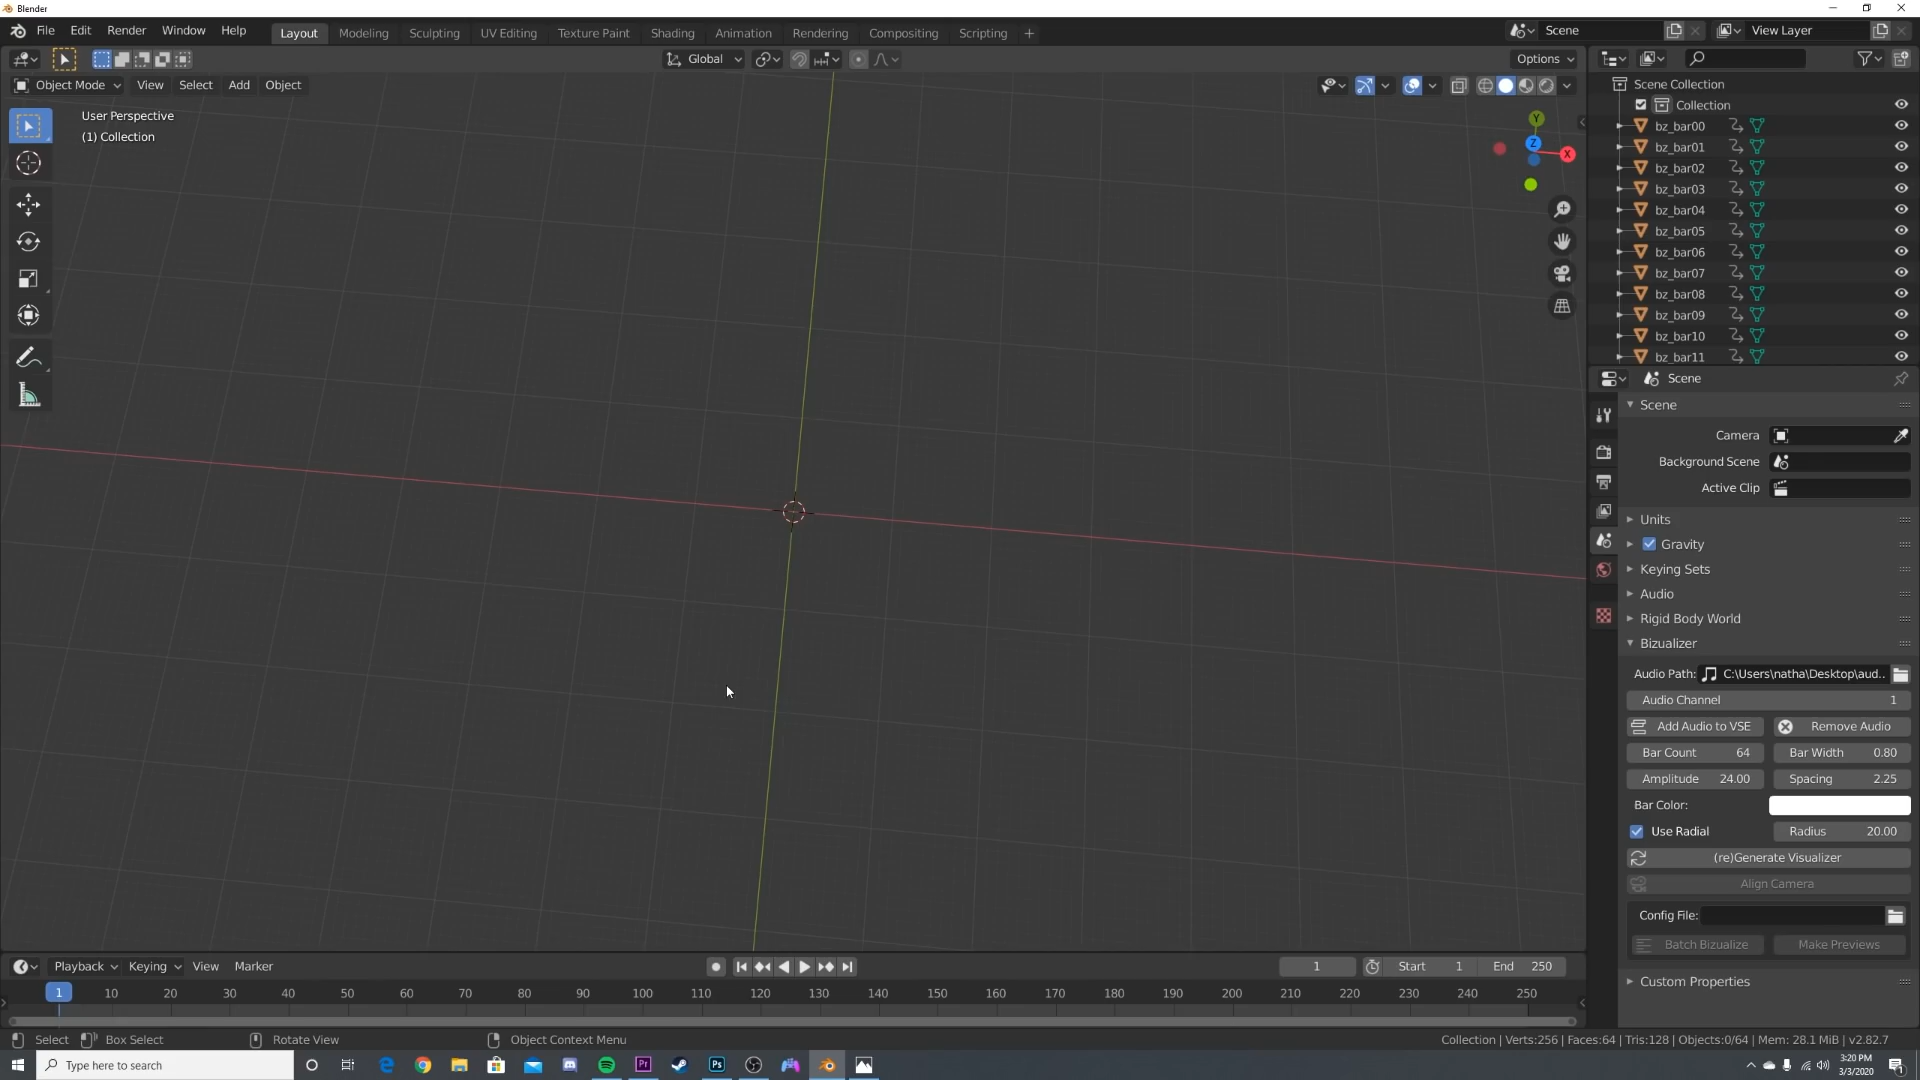 Blender
File Edit Render Window Help Layout Modeling Sculpting UV Editing Texture Paint Shading Animation Rendering Compositing Scripting + Scene View Layer
Global Options
Object Mode View Select Add Object
User Perspective
(1) Collection
Y
Z
X
Scene Collection
Collection
bz_bar00
bz_bar01
bz_bar02
bz_bar03
bz_bar04
bz_bar05
bz_bar06
bz_bar07
bz_bar08
bz_bar09
bz_bar10
bz_bar11
Scene
Scene
Camera
Background Scene
Active Clip
Units
Gravity
Keying Sets
Audio
Rigid Body World
Bizualizer
Audio Path: C:\Users\natha\Desktop\aud..
Audio Channel 1
Add Audio to VSE Remove Audio
Bar Count 64 Bar Width 0.80
Amplitude 24.00 Spacing 2.25
Bar Color:
Use Radial Radius 20.00
(re)Generate Visualizer
Align Camera
Config File:
Batch Bizualize Make Previews
Custom Properties
Playback Keying View Marker 1 Start 1 End 250
1 10 20 30 40 50 60 70 80 90 100 110 120 130 140 150 160 170 180 190 200 210 220 230 240 250
Select Box Select Rotate View Object Context Menu Collection | Verts:256 | Faces:64 | Tris:128 | Objects:0/64 | Mem: 28.1 MiB | v2.82.7
Type here to search Pr Ps 3:20 PM
3/3/2020